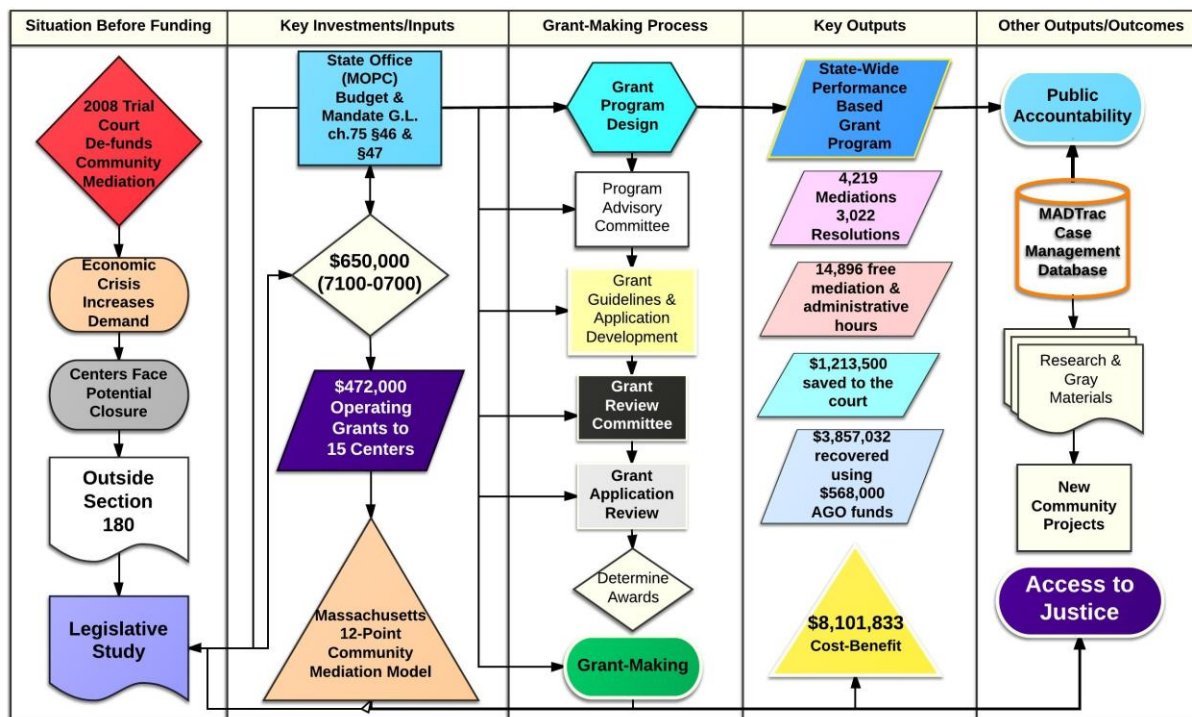 Situation Before Funding
Key Investments/Inputs
Grant-Making Process
Key Outputs
Other Outputs/Outcomes
2008 Trial
Court
De-funds
Community
Mediation
Economic
Crisis
Increases
Demand
Centers Face
Potential
Closure
Outside
Section
180
Legislative
Study
State Office
(MOPC)
Budget &
Mandate G.L.
ch.75 §46 &
§47
$650,000
(7100-0700)
$472,000
Operating
Grants to
15 Centers
Massachusetts
12-Point
Community
Mediation Model
Grant
Program
Design
Program
Advisory
Committee
Grant
Guidelines &
Application
Development
Grant
Review
Committee
Grant
Application
Review
Determine
Awards
Grant-Making
State-Wide
Performance
Based
Grant
Program
4,219
Mediations
3,022
Resolutions
14,896 free
mediation &
administrative
hours
$1,213,500
saved to the
court
$3,857,032
recovered
using
$568,000
AGO funds
$8,101,833
Cost-Benefit
Public
Accountability
MADTrac
Case
Management
Database
Research &
Gray
Materials
New
Community
Projects
Access to
Justice